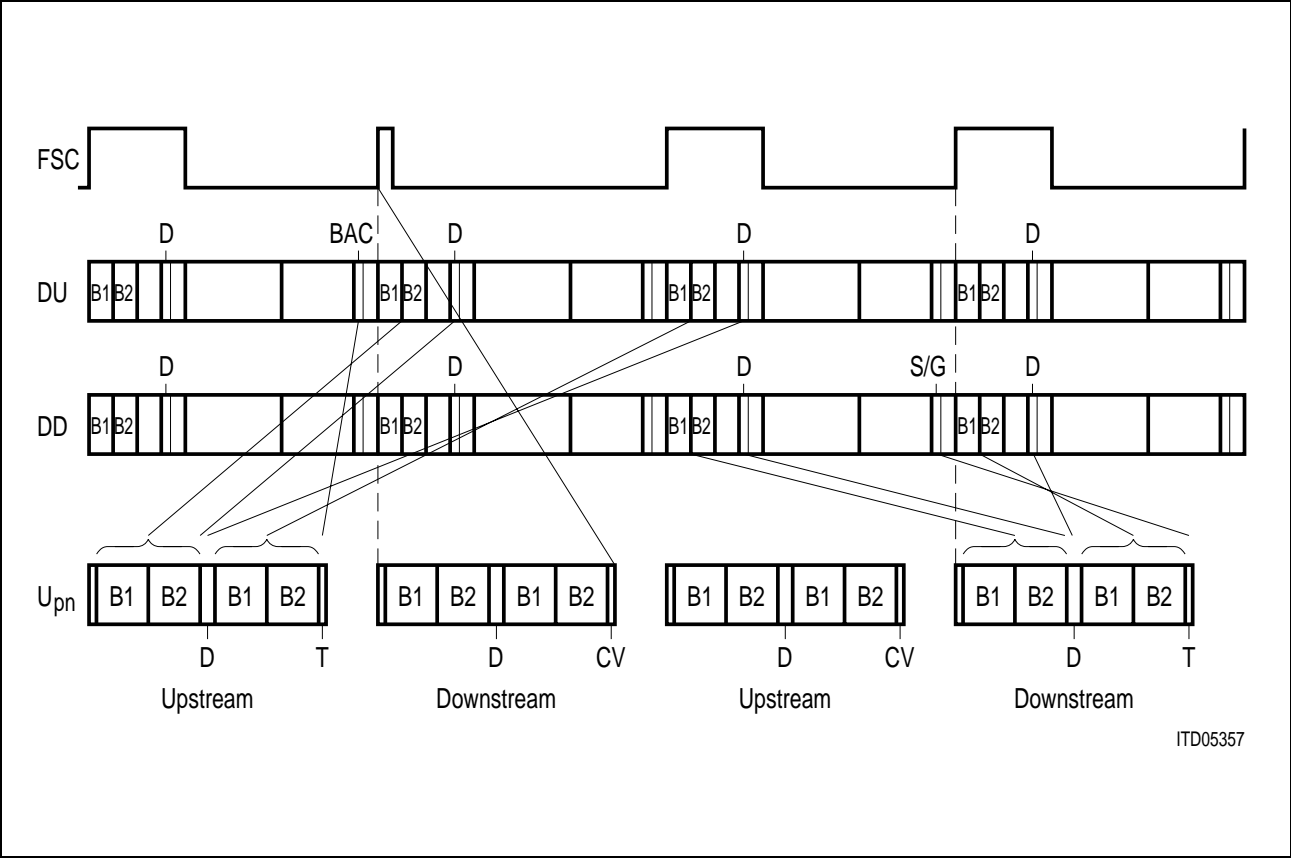 FSC
D BAC D D D
DU B1 B2 B1 B2 B1 B2 B1 B2
D D D S/G D
DD B1 B2 B1 B2 B1 B2 B1 B2
Upn B1 B2 B1 B2 B1 B2 B1 B2 B1 B2 B1 B2 B1 B2 B1 B2
D T D CV D CV D T
Upstream Downstream Upstream Downstream
ITD05357